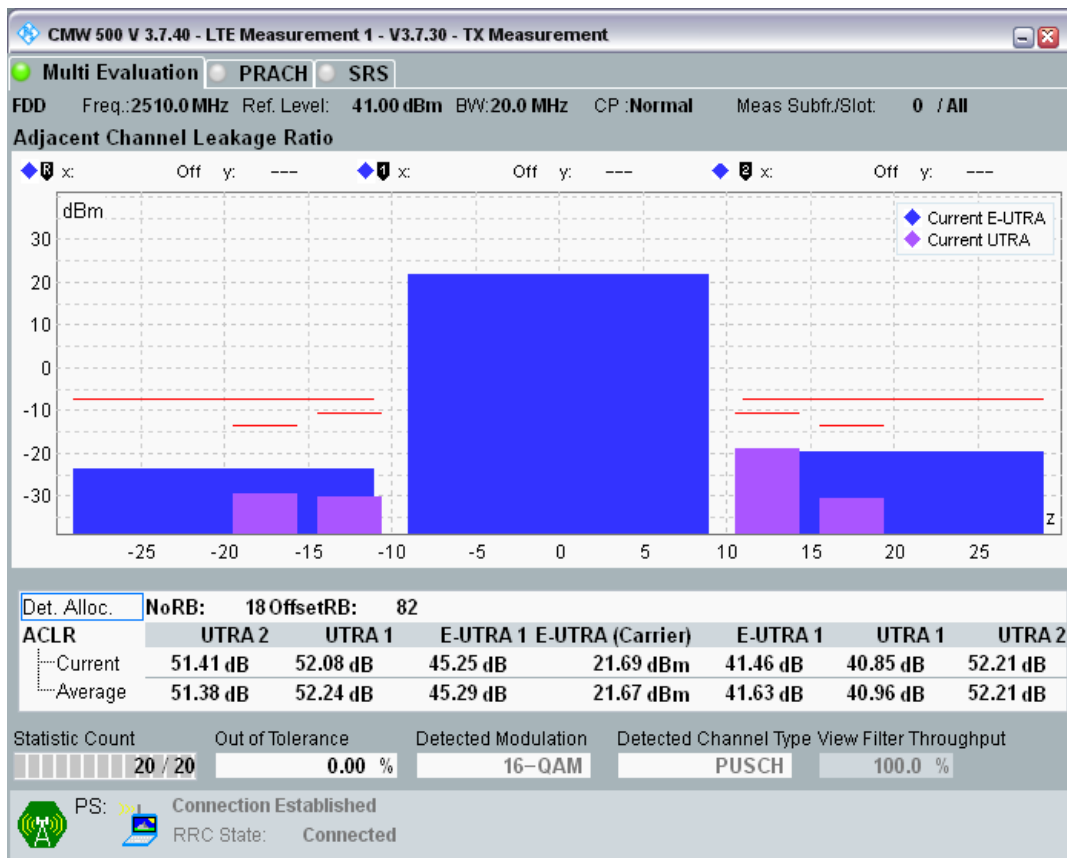 CMW 500 V 3.7.40 - LTE Measurement 1 - V3.7.30 - TX Measurement
Multi Evaluation PRACH SRS
FDD Freq.:2510.0 MHz Ref. Level: 41.00 dBm BW:20.0 MHz CP :Normal Meas Subfr./Slot: 0 / All
Adjacent Channel Leakage Ratio
R x: Off y: --- 1 x: Off y: --- 2 x: Off y: ---
dBm
Current E-UTRA
Current UTRA
30
20
10
0
-10
-20
-30
z
-25 -20 -15 -10 -5 0 5 10 15 20 25
Det. Alloc. NoRB: 18 OffsetRB: 82
ACLR UTRA 2 UTRA 1 E-UTRA 1 E-UTRA (Carrier) E-UTRA 1 UTRA 1 UTRA 2
Current 51.41 dB 52.08 dB 45.25 dB 21.69 dBm 41.46 dB 40.85 dB 52.21 dB
Average 51.38 dB 52.24 dB 45.29 dB 21.67 dBm 41.63 dB 40.96 dB 52.21 dB
Statistic Count Out of Tolerance Detected Modulation Detected Channel Type View Filter Throughput
20 / 20 0.00 % 16-QAM PUSCH 100.0 %
PS: Connection Established
RRC State: Connected